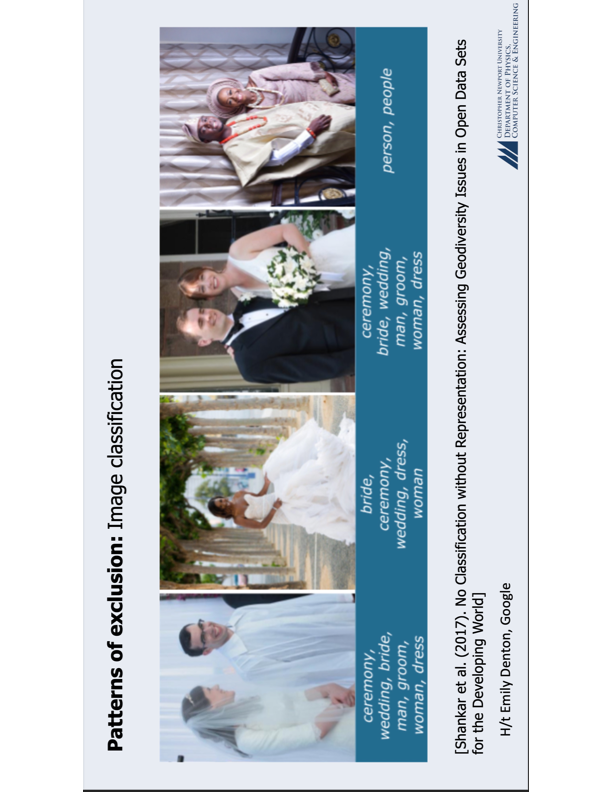 Patterns of exclusion: Image classification
ceremony,
wedding, bride,
man, groom,
woman, dress
bride,
ceremony,
wedding, dress,
woman
ceremony,
bride, wedding,
man, groom,
woman, dress
person, people
[Shankar et al. (2017). No Classification without Representation: Assessing Geodiversity Issues in Open Data Sets
for the Developing World]
H/t Emily Denton, Google
CHRISTOPHER NEWPORT UNIVERSITY
DEPARTMENT OF PHYSICS,
COMPUTER SCIENCE & ENGINEERING